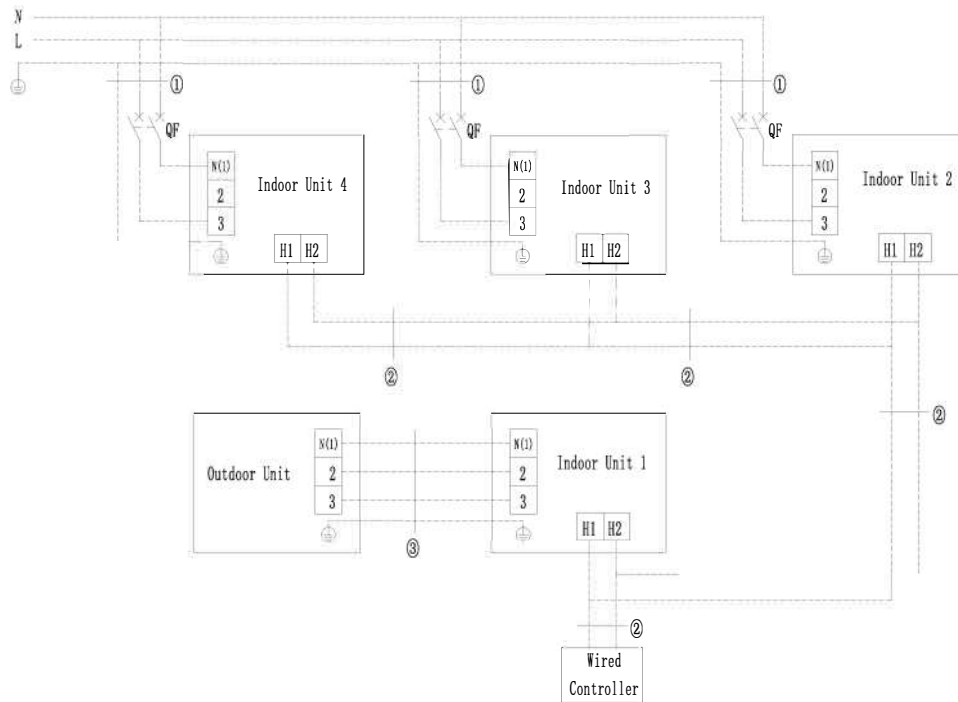 N
L
① ① ①
QF QF QF
N(1) N(1) N(1)
Indoor Unit 4 Indoor Unit 3 Indoor Unit 2
2 2 2
3 3 3
H1 H2 H1 H2 H1 H2
② ②
②
N(1) N(1)
Outdoor Unit 2 2 Indoor Unit 1
3 3
H1 H2
③
②
Wired
Controller